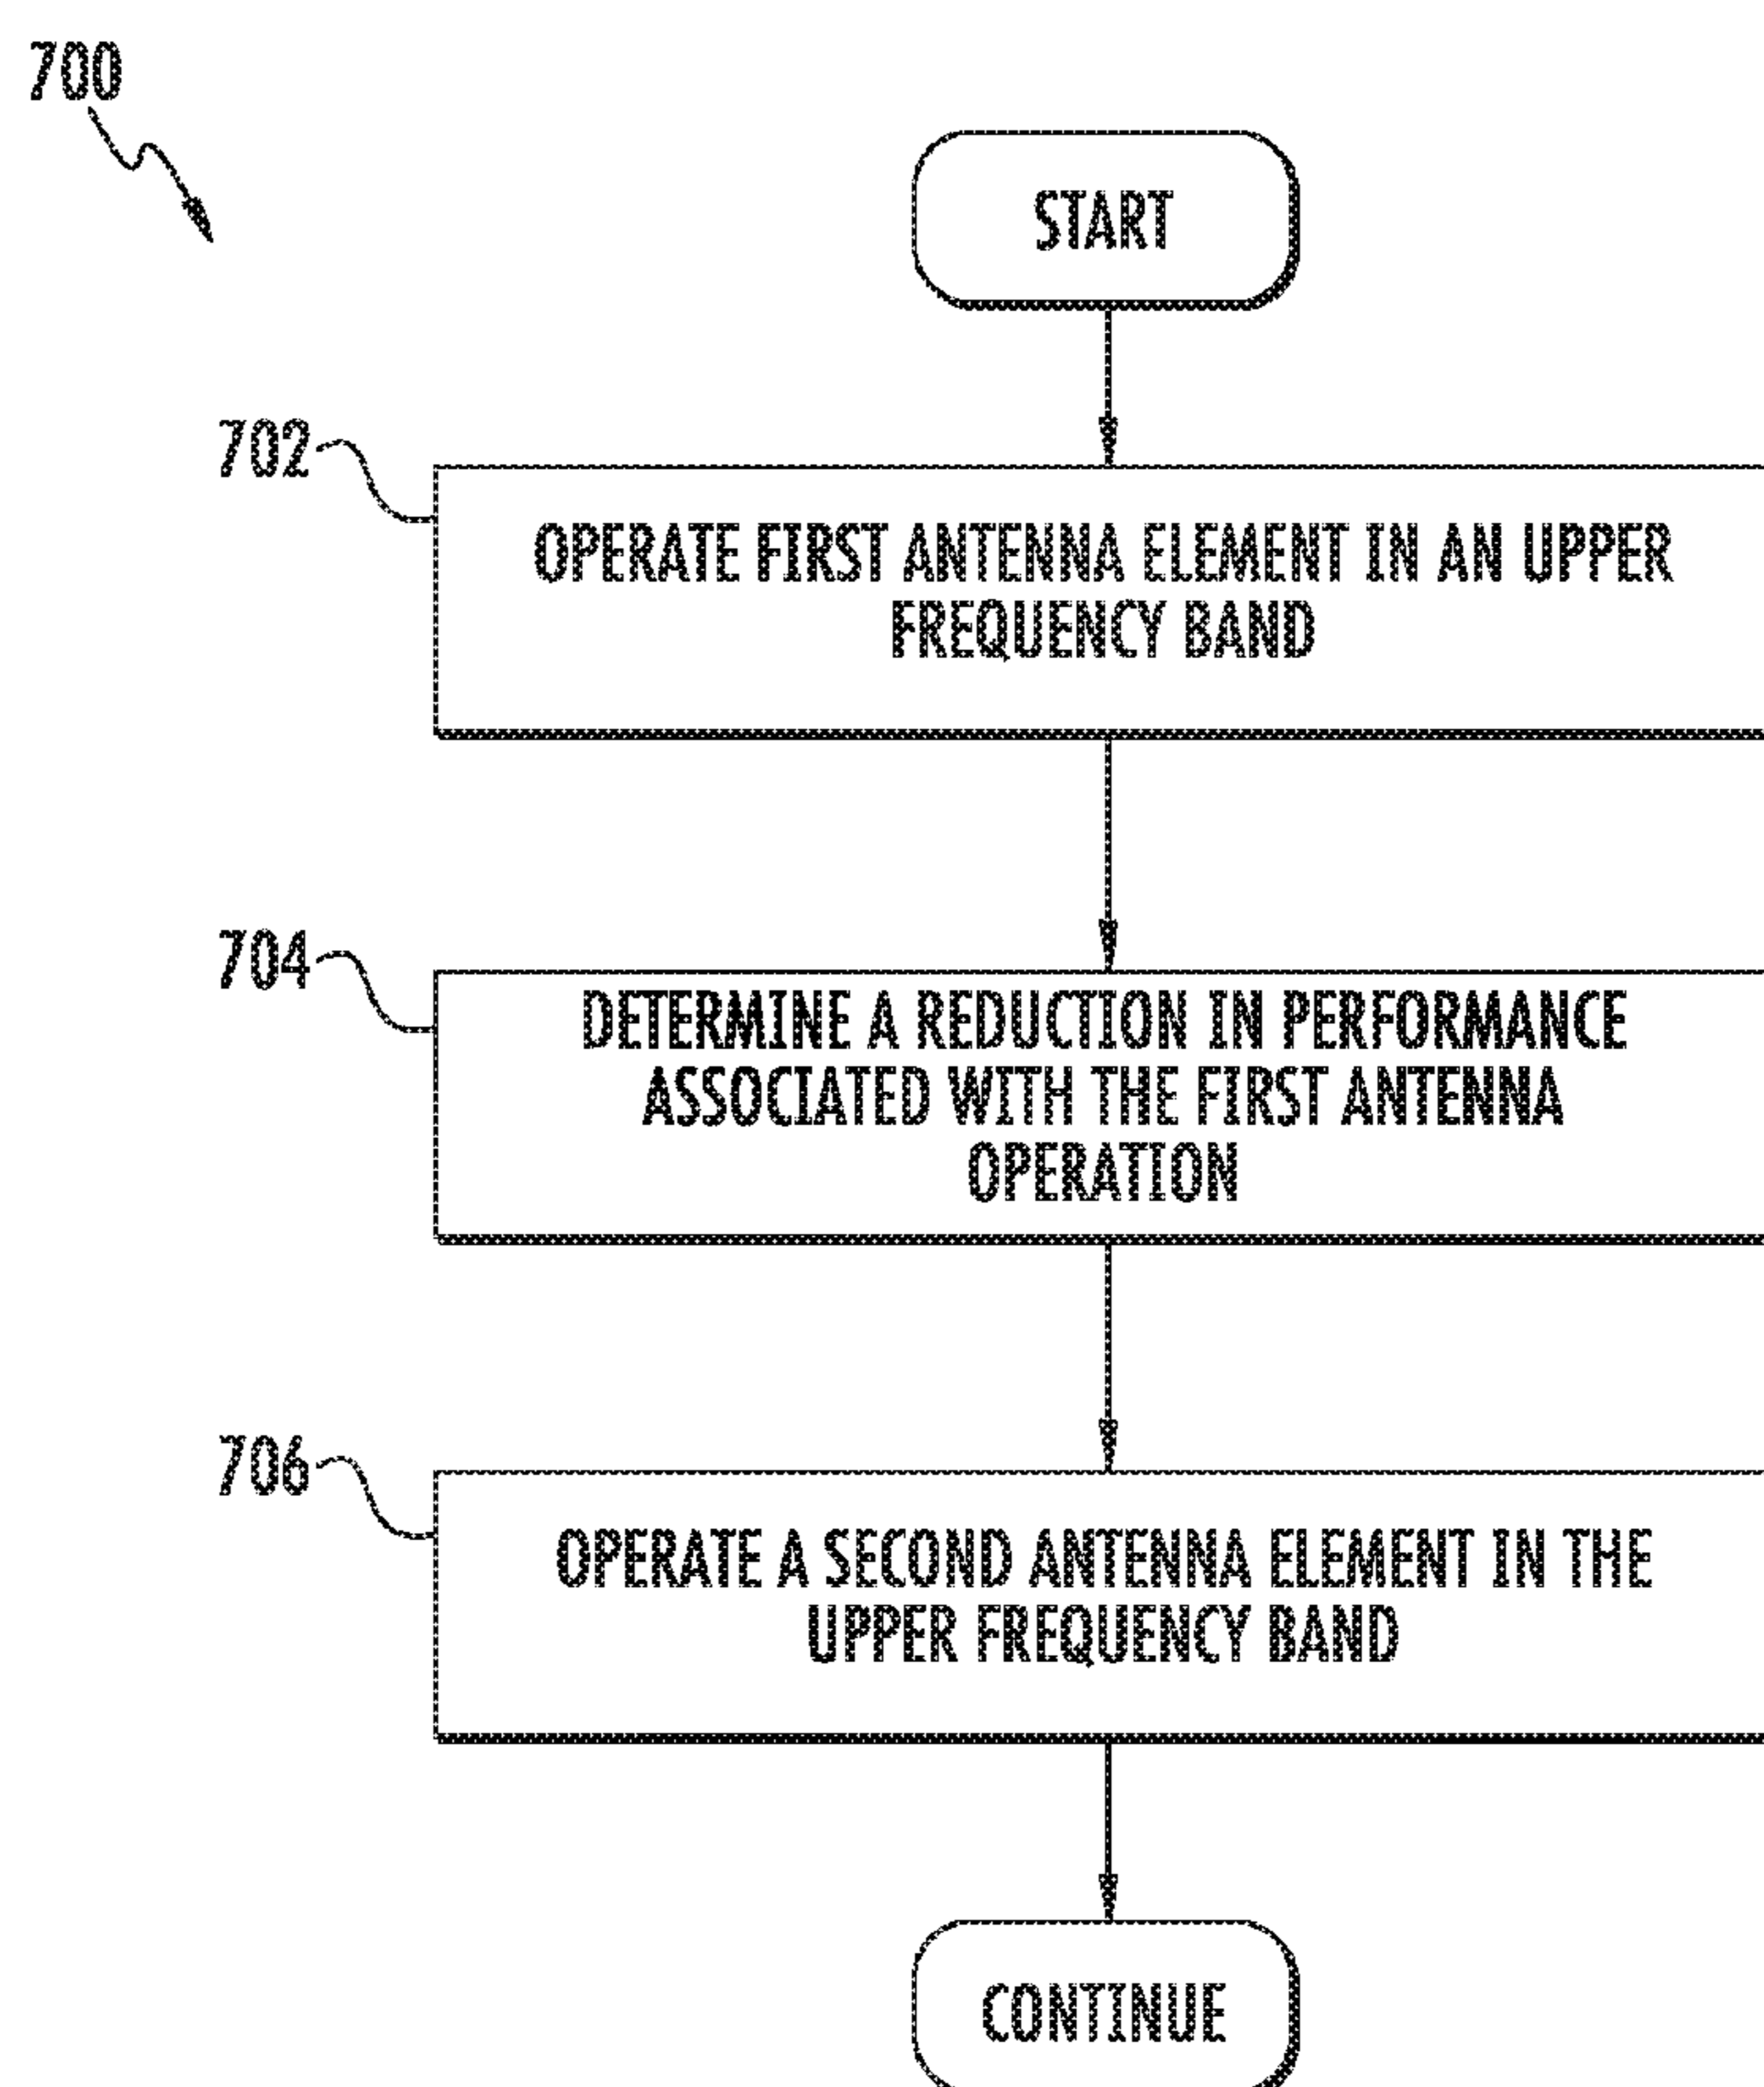 700
START
702
OPERATE FIRST ANTENNA ELEMENT IN AN UPPER
FREQUENCY BAND
704
DETERMINE A REDUCTION IN PERFORMANCE
ASSOCIATED WITH THE FIRST ANTENNA
OPERATION
706
OPERATE A SECOND ANTENNA ELEMENT IN THE
UPPER FREQUENCY BAND
CONTINUE